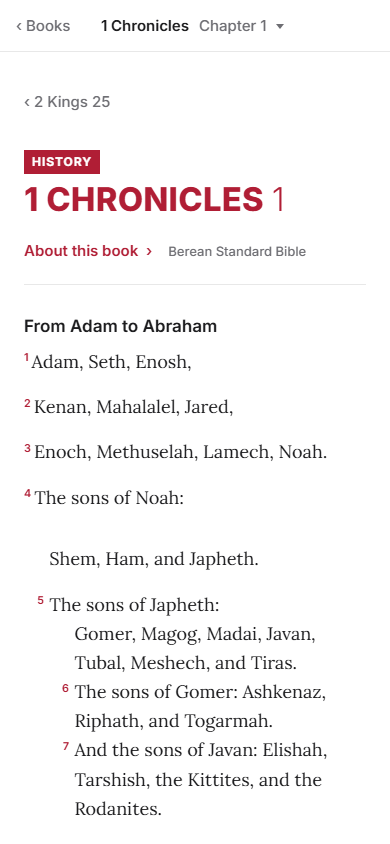 ‹ Books 1 Chronicles Chapter 1
‹ 2 Kings 25
HISTORY
1 CHRONICLES 1
About this book › Berean Standard Bible
From Adam to Abraham
1 Adam, Seth, Enosh,
2 Kenan, Mahalalel, Jared,
3 Enoch, Methuselah, Lamech, Noah.
4 The sons of Noah:
Shem, Ham, and Japheth.
5 The sons of Japheth:
Gomer, Magog, Madai, Javan,
Tubal, Meshech, and Tiras.
6 The sons of Gomer: Ashkenaz,
Riphath, and Togarmah.
7 And the sons of Javan: Elishah,
Tarshish, the Kittites, and the
Rodanites.